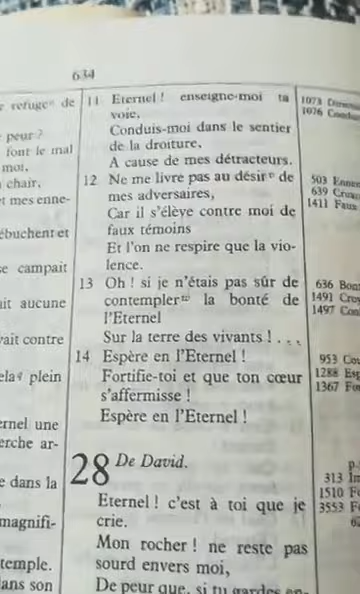 634
refuge" de
peur ?
font le mal
moi,
chair,
et mes enne-
ébuchent et
se campait
ait aucune
vait contre
plein
ernel une
erche ar-
e dans la
magnifi-
temple.
dans son
11 Eternel ! enseigne-moi ta
voie,
Conduis-moi dans le sentier
de la droiture,
A cause de mes détracteurs.
12 Ne me livre pas au désir de
mes adversaires,
Car il s'élève contre moi de
faux témoins
Et l'on ne respire que la vio-
lence.
13 Oh ! si je n'étais pas sûr de
contempler la bonté de
l'Eternel
Sur la terre des vivants ! . . .
14 Espère en l'Eternel !
Fortifie-toi et que ton cœur
s'affermisse !
Espère en l'Eternel !
28 De David.
Eternel ! c'est à toi que je
crie.
Mon rocher ! ne reste pas
sourd envers moi,
De peur que, si tu gardes
1073
1076
503
639
1411 Faux
636
1491
1497
953
1288
1367
313
1510
3553